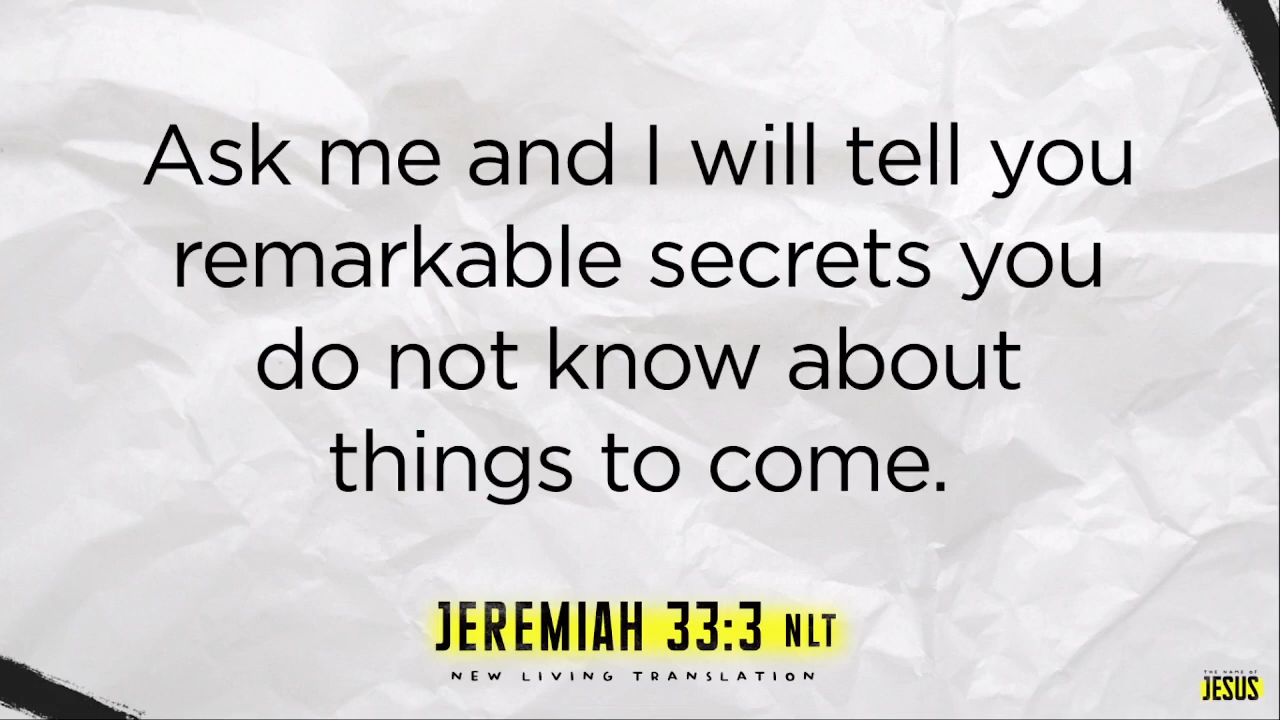 Ask me and I will tell you
remarkable secrets you
do not know about
things to come.
JEREMIAH 33:3 NLT
NEW LIVING TRANSLATION
THE NAME OF
JESUS